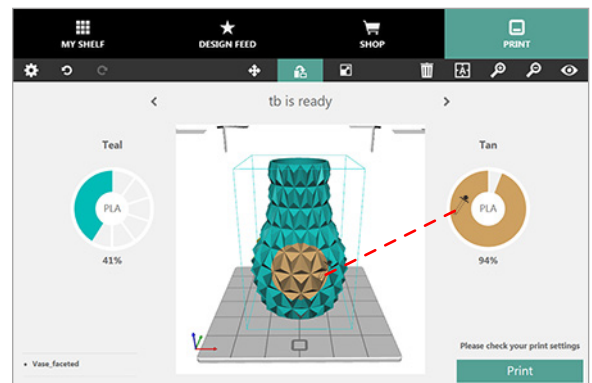 MY SHELF
DESIGN FEED
SHOP
PRINT
tb is ready
Teal
PLA
41%
Tan
PLA
94%
Vase_faceted
Please check your print settings
Print